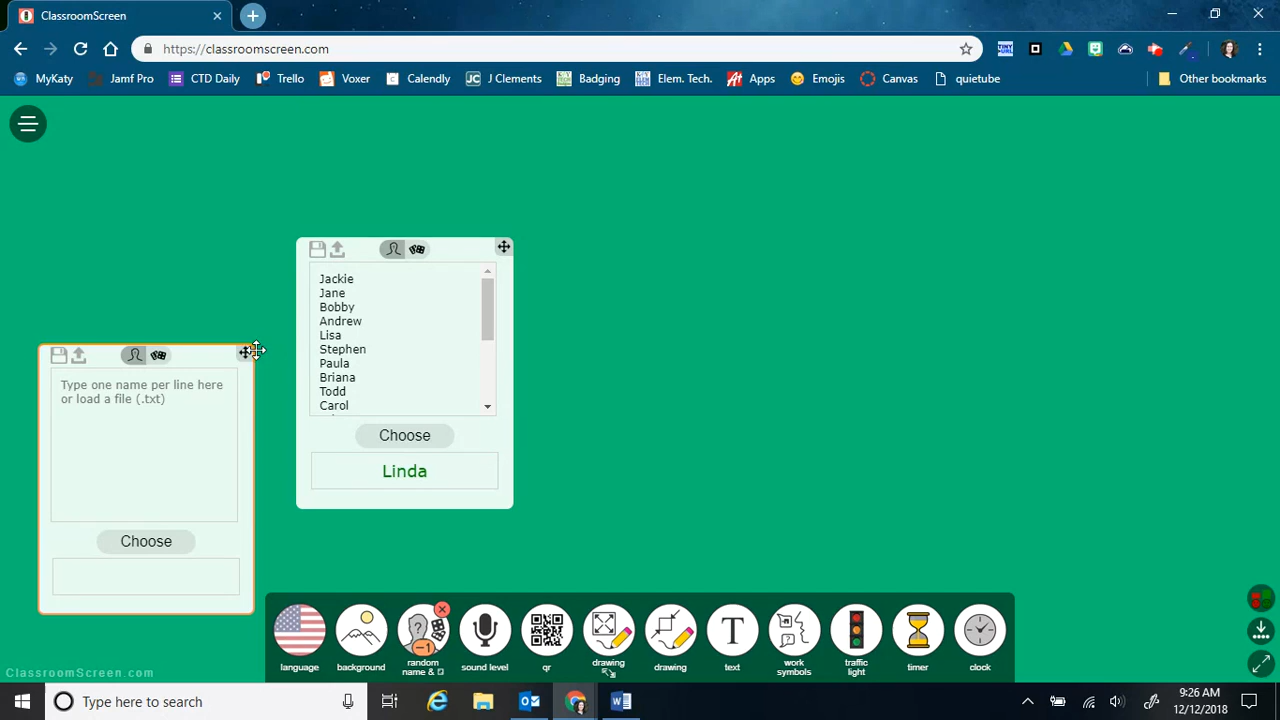 ClassroomScreen
https://classroomscreen.com
MyKaty
Jamf Pro
CTD Daily
Trello
Voxer
Calendly
JC J Clements
Badging
Elem. Tech.
Apps
Emojis
Canvas
quietube
Other bookmarks
Jackie
Jane
Bobby
Andrew
Lisa
Stephen
Paula
Briana
Todd
Carol
Choose
Linda
Type one name per line here
or load a file (.txt)
Choose
-1
T
language
background
random
name &
sound level
qr
drawing
drawing
text
work
symbols
traffic
light
timer
clock
ClassroomScreen.com
Type here to search
9:26 AM
12/12/2018